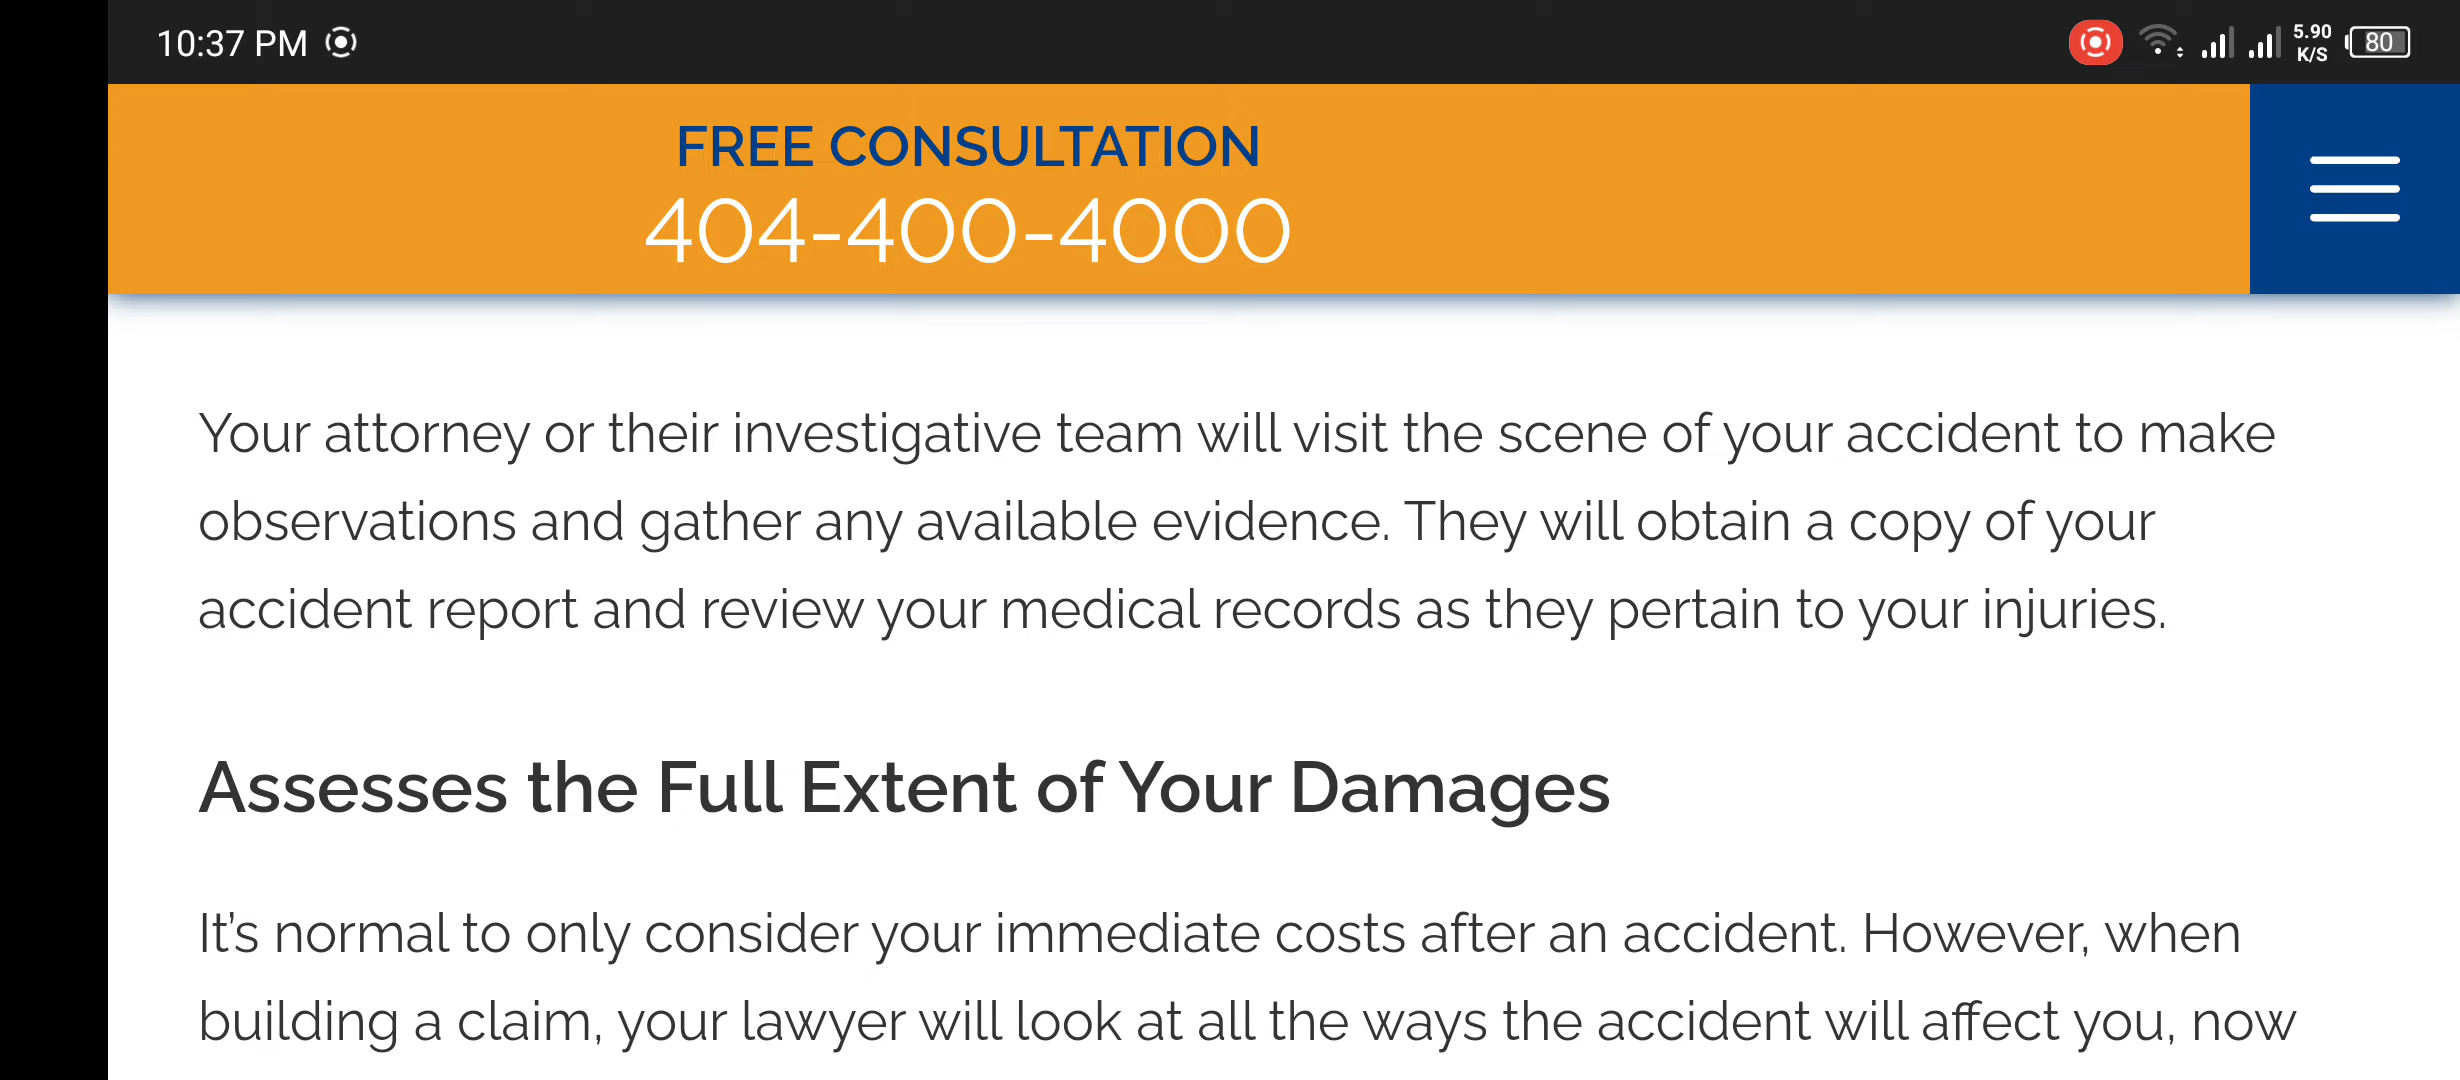 10:37 PM
5.90
K/S
80
FREE CONSULTATION
404-400-4000
Your attorney or their investigative team will visit the scene of your accident to make
observations and gather any available evidence. They will obtain a copy of your
accident report and review your medical records as they pertain to your injuries.
Assesses the Full Extent of Your Damages
It’s normal to only consider your immediate costs after an accident. However, when
building a claim, your lawyer will look at all the ways the accident will affect you, now